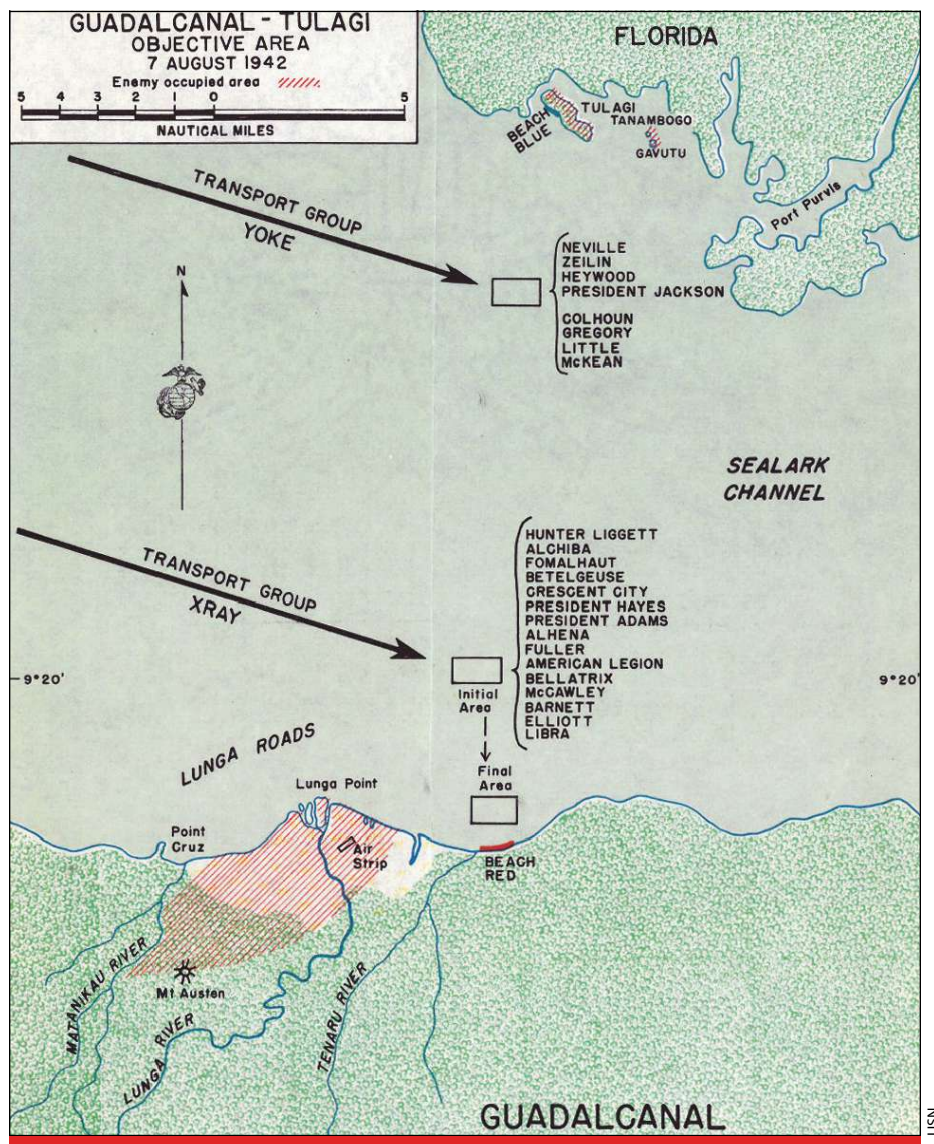 GUADALCANAL - TULAGI
OBJECTIVE AREA
7 AUGUST 1942
Enemy occupied area
5 4 3 2 1 0 5
NAUTICAL MILES
FLORIDA
BEACH
BLUE
TULAGI
TANAMBOGO
GAVUTU
Port Purvis
TRANSPORT GROUP
YOKE
NEVILLE
ZEILIN
HEYWOOD
PRESIDENT JACKSON
COLHOUN
GREGORY
LITTLE
McKEAN
N
SEALARK
CHANNEL
TRANSPORT GROUP
XRAY
HUNTER LIGGETT
ALCHIBA
FOMALHAUT
BETELGEUSE
CRESCENT CITY
PRESIDENT HAYES
PRESIDENT ADAMS
ALHENA
FULLER
AMERICAN LEGION
BELLATRIX
McCAWLEY
BARNETT
ELLIOTT
LIBRA
9°20'
9°20'
Initial
Area
Final
Area
LUNGA ROADS
Lunga Point
Point
Cruz
Air
Strip
BEACH
RED
MATANIKAU RIVER
Mt Austen
LUNGA RIVER
TENARU RIVER
GUADALCANAL
USN